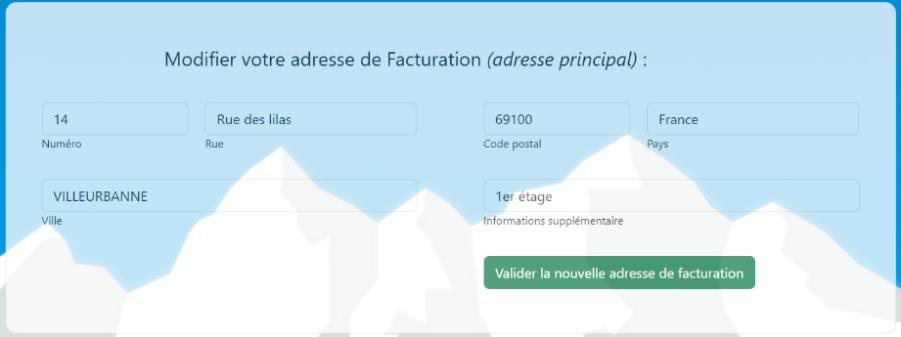 Modifier votre adresse de Facturation (adresse principal) :
14
Numéro
Rue des lilas
Rue
69100
Code postal
France
Pays
VILLEURBANNE
Ville
1er étage
Informations supplémentaire
Valider la nouvelle adresse de facturation